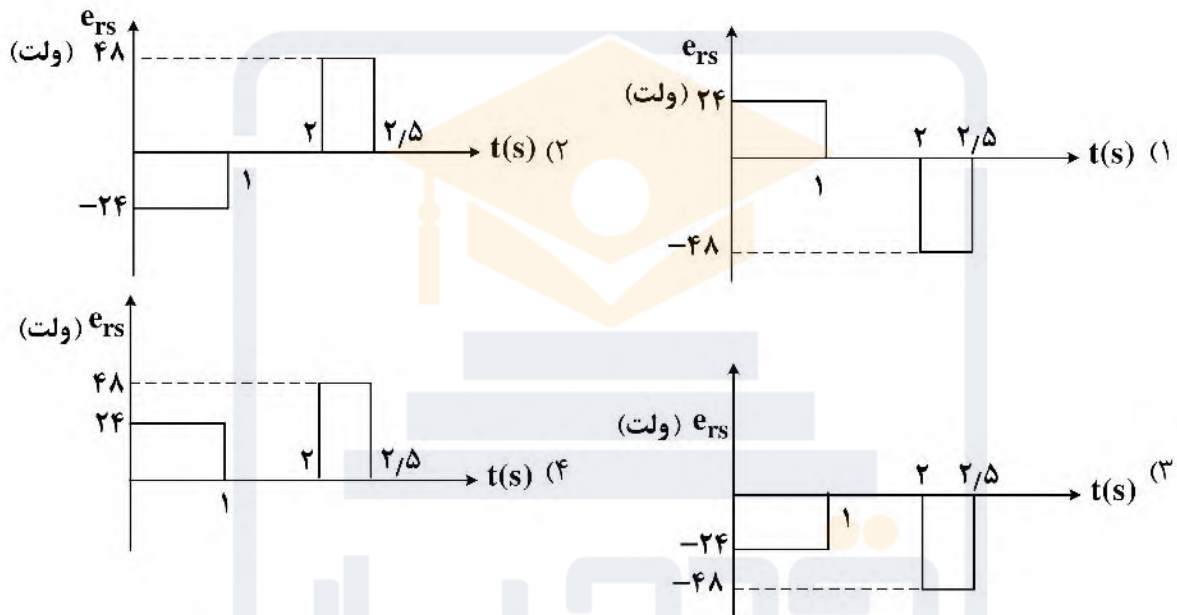 e_rs
(ولت) ۴۸
۲ ۲٫۵
t(s) (۲
۱
−۲۴
e_rs
(ولت) ۲۴
۲ ۲٫۵
t(s) (۱
۱
−۴۸
(ولت) e_rs
۴۸
۲۴
۲ ۲٫۵
t(s) (۴
۱
(ولت) e_rs
۲ ۲٫۵
t(s) (۳
۱
−۲۴
−۴۸